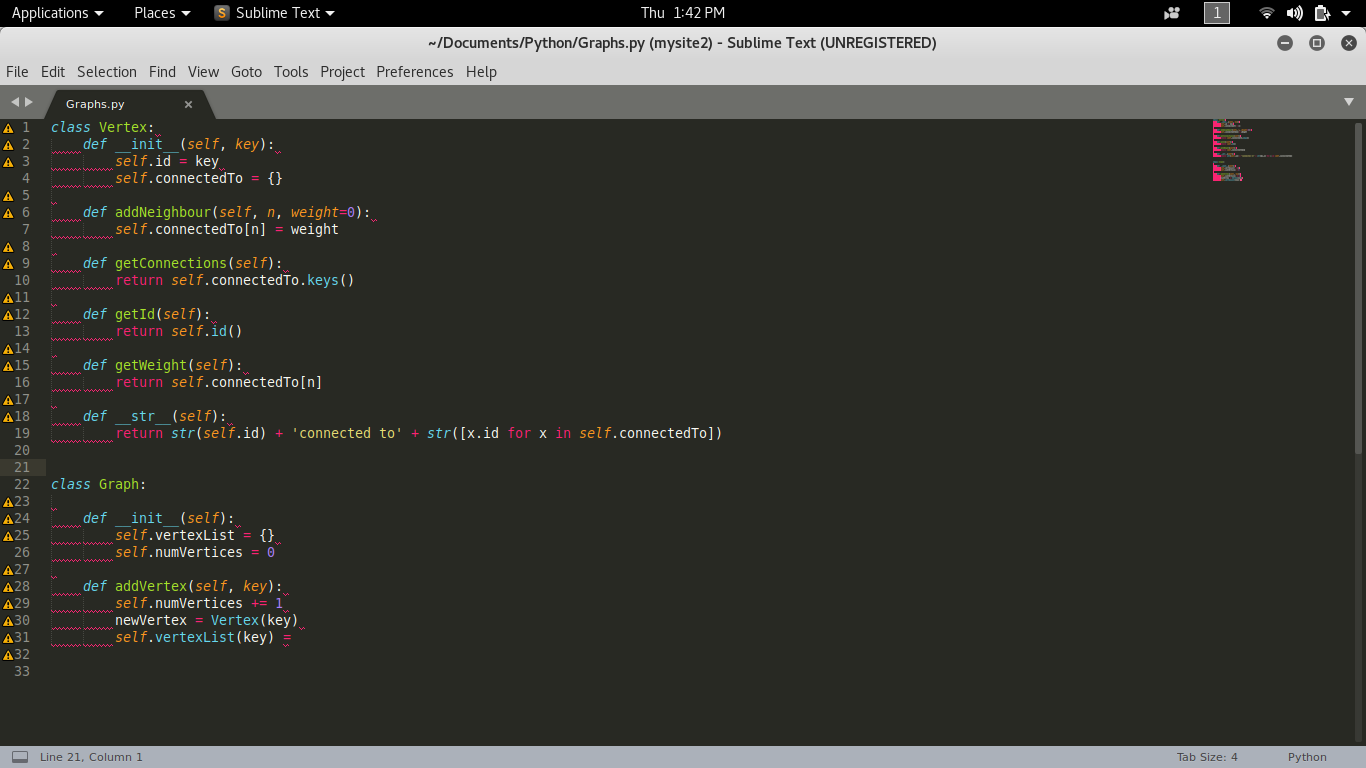 Applications Places Sublime Text Thu 1:42 PM 1
~/Documents/Python/Graphs.py (mysite2) - Sublime Text (UNREGISTERED)
File Edit Selection Find View Goto Tools Project Preferences Help
Graphs.py
1 class Vertex:
2     def __init__(self, key):
3         self.id = key
4         self.connectedTo = {}
5
6     def addNeighbour(self, n, weight=0):
7         self.connectedTo[n] = weight
8
9     def getConnections(self):
10         return self.connectedTo.keys()
11
12     def getId(self):
13         return self.id()
14
15     def getWeight(self):
16         return self.connectedTo[n]
17
18     def __str__(self):
19         return str(self.id) + 'connected to' + str([x.id for x in self.connectedTo])
20
21
22 class Graph:
23
24     def __init__(self):
25         self.vertexList = {}
26         self.numVertices = 0
27
28     def addVertex(self, key):
29         self.numVertices += 1
30         newVertex = Vertex(key)
31         self.vertexList(key) =
32
33
Line 21, Column 1 Tab Size: 4 Python